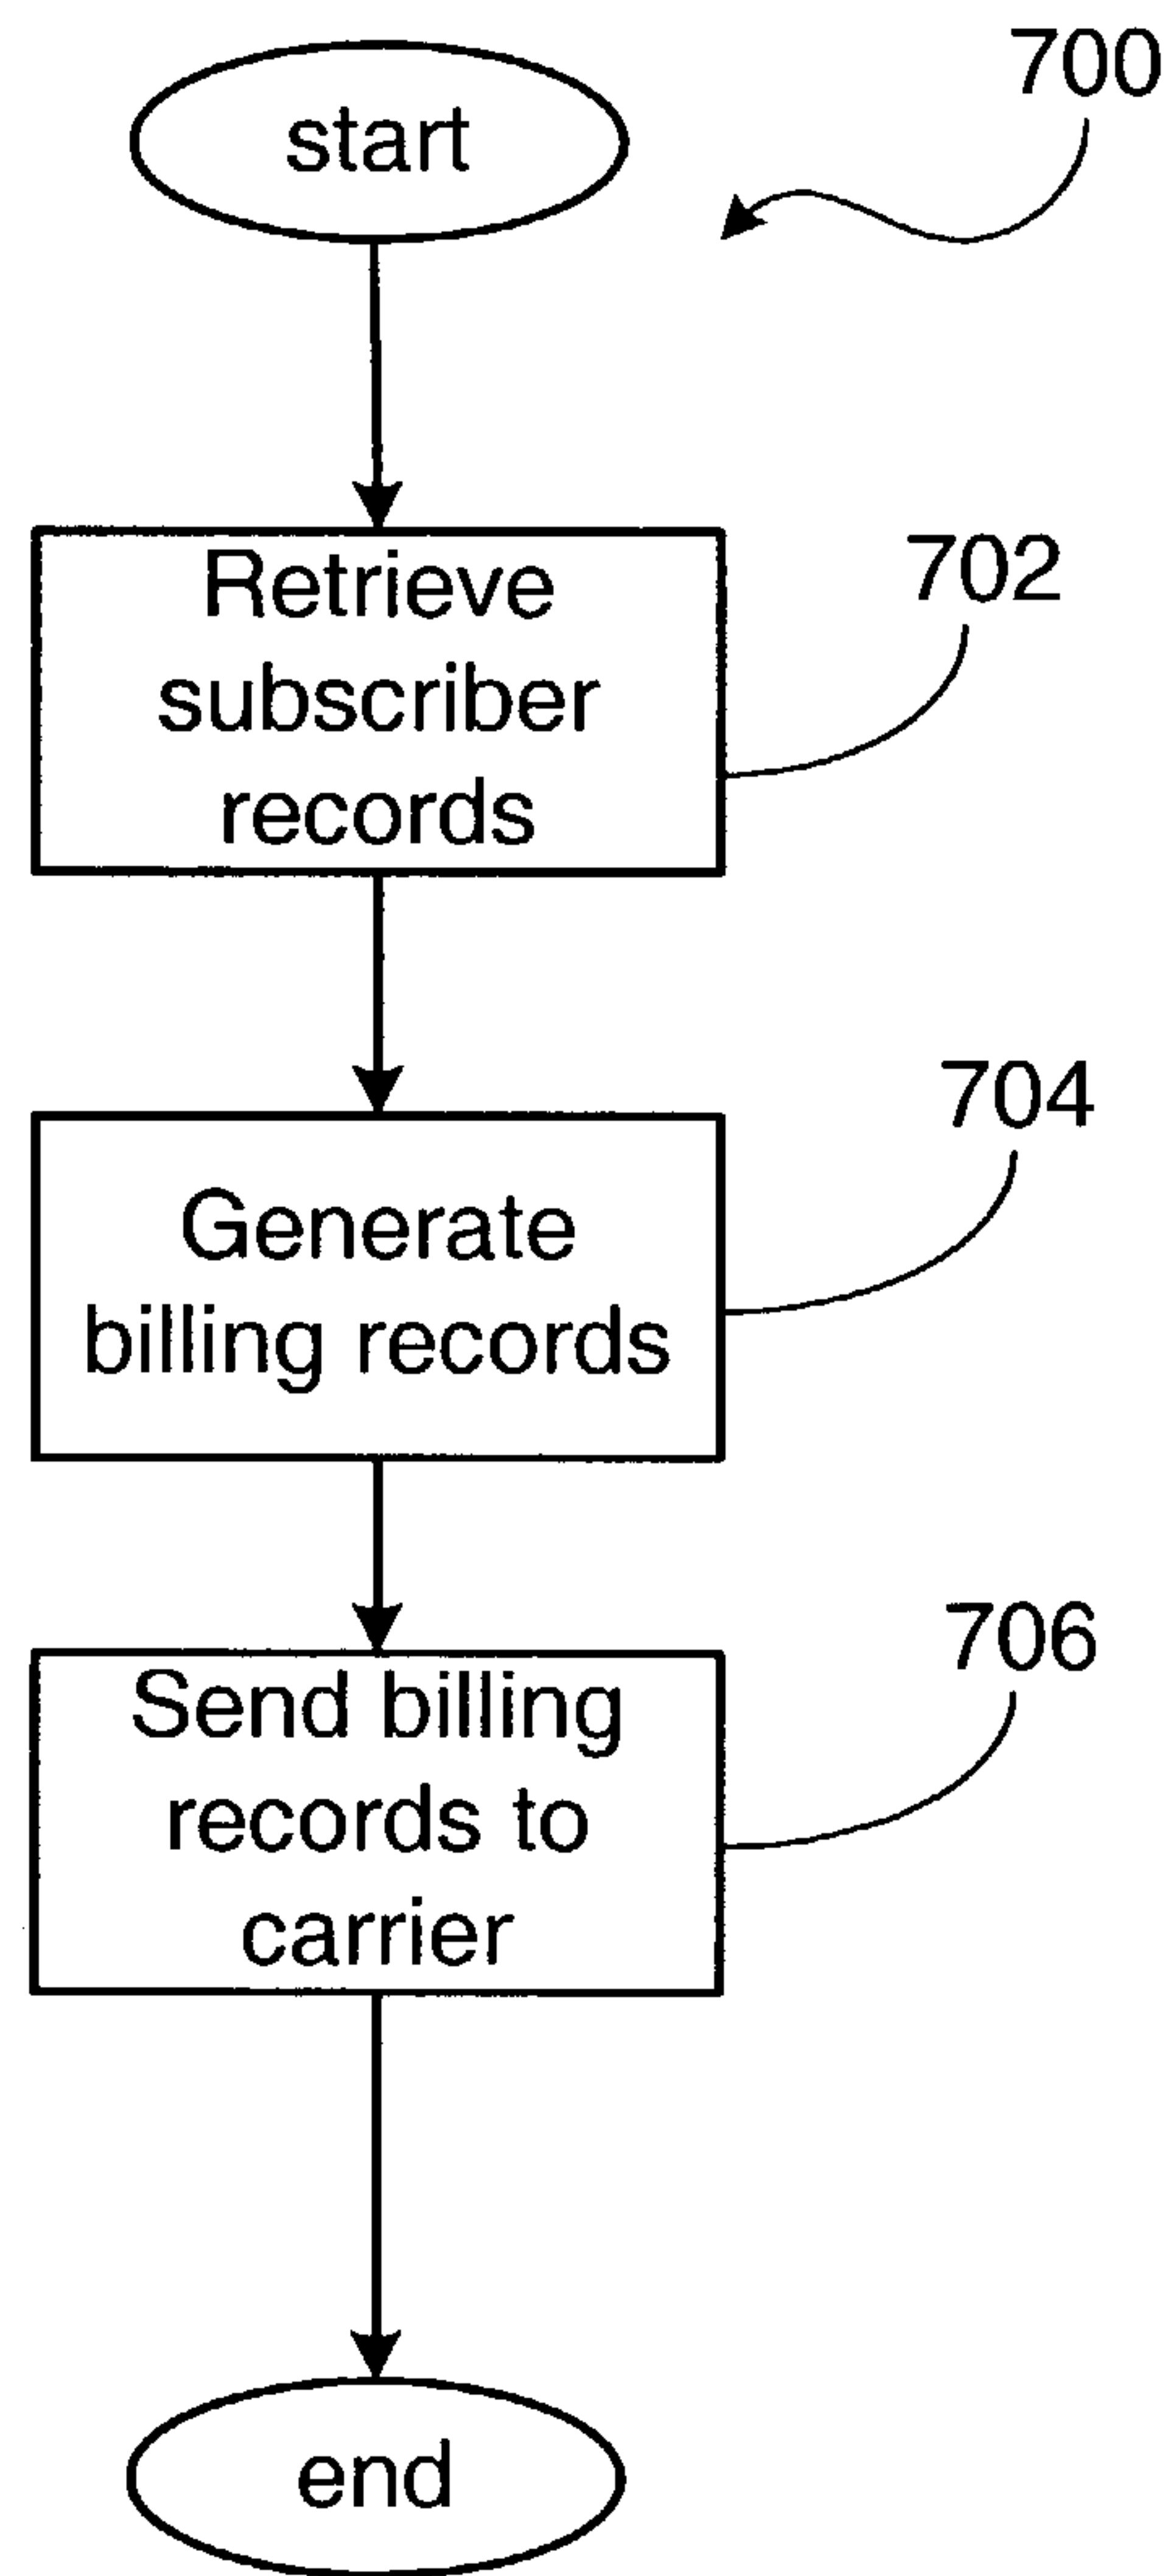 start
700
Retrieve
subscriber
records
702
Generate
billing records
704
Send billing
records to
carrier
706
end